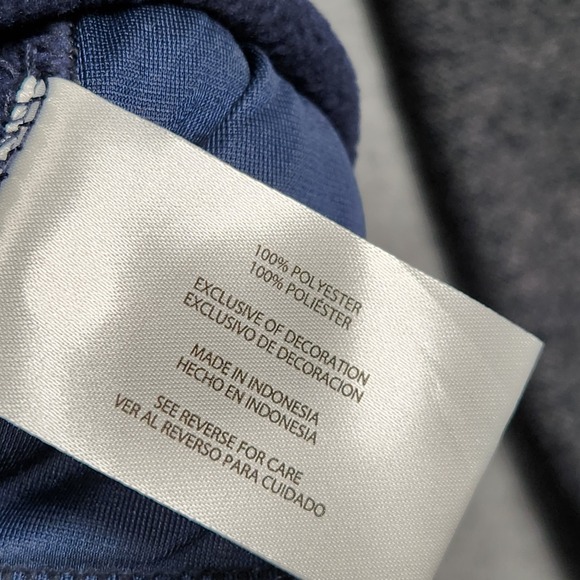 100% POLYESTER
100% POLIÉSTER
EXCLUSIVE OF DECORATION
EXCLUSIVO DE DECORACION
MADE IN INDONESIA
HECHO EN INDONESIA
SEE REVERSE FOR CARE
VER AL REVERSO PARA CUIDADO